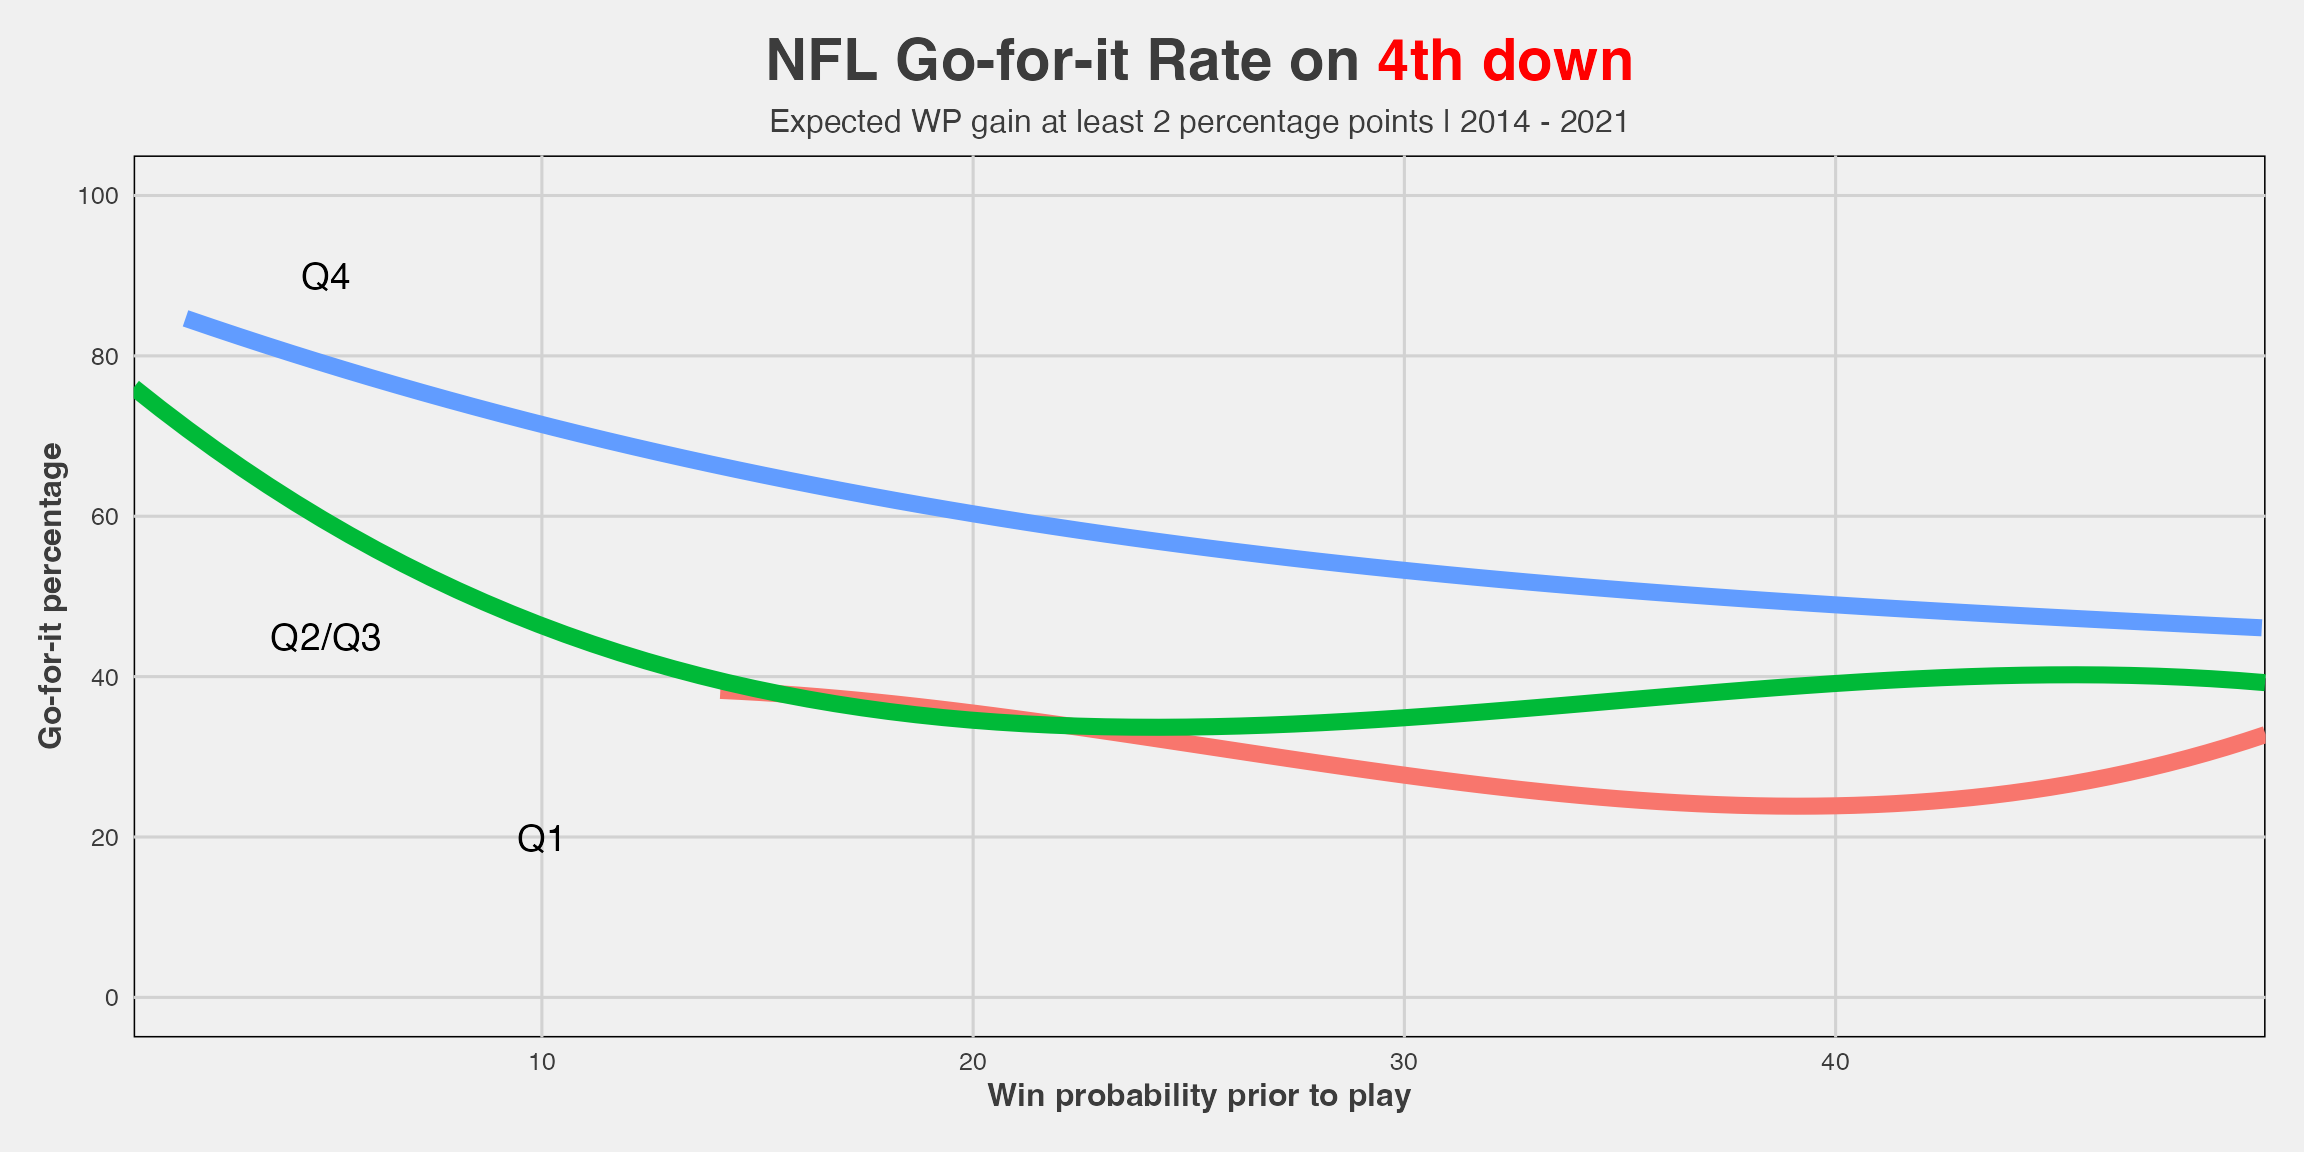 NFL Go-for-it Rate on 4th down
Expected WP gain at least 2 percentage points | 2014 - 2021
Go-for-it percentage
100
80
60
40
20
0
Q4
Q2/Q3
Q1
10
20
30
40
Win probability prior to play